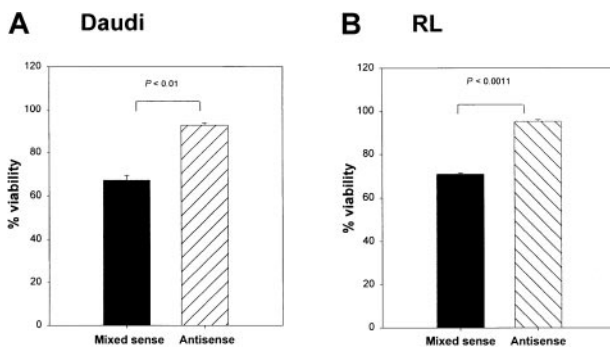 A Daudi
120
100
80
60
40
20
0
% viability
P < 0.01
Mixed sense Antisense
B RL
120
100
80
60
40
20
0
% viability
P < 0.0011
Mixed sense Antisense